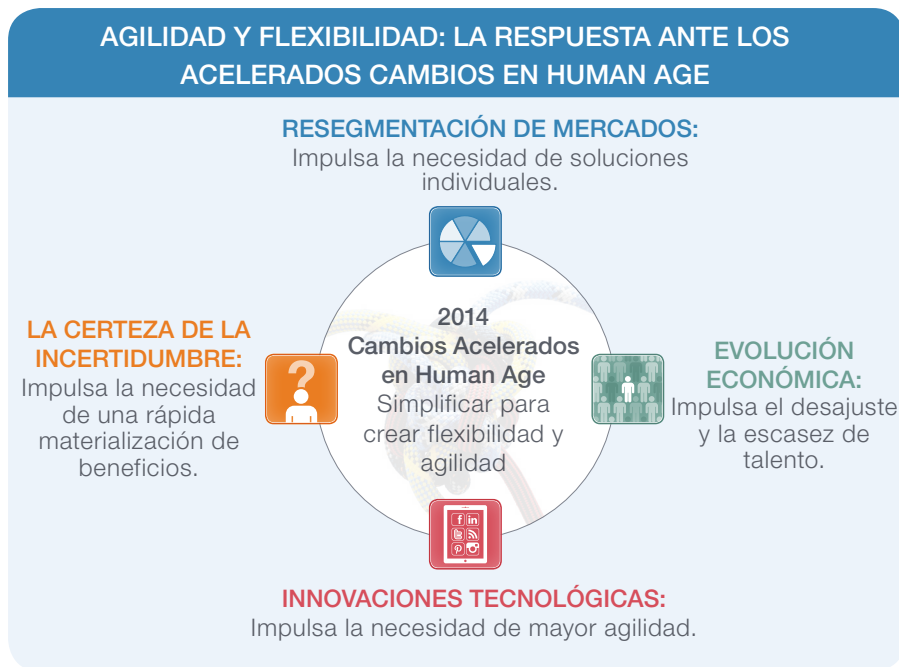 AGILIDAD Y FLEXIBILIDAD: LA RESPUESTA ANTE LOS
ACELERADOS CAMBIOS EN HUMAN AGE
RESEGMENTACIÓN DE MERCADOS:
Impulsa la necesidad de soluciones
individuales.
LA CERTEZA DE LA
INCERTIDUMBRE:
Impulsa la necesidad
de una rápida
materialización de
beneficios.
?
2014
Cambios Acelerados
en Human Age
Simplificar para
crear flexibilidad y
agilidad
EVOLUCIÓN
ECONÓMICA:
Impulsa el desajuste
y la escasez de
talento.
INNOVACIONES TECNOLÓGICAS:
Impulsa la necesidad de mayor agilidad.